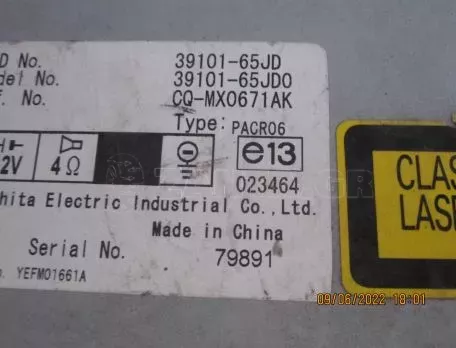 D No. 39101-65JD
del No. 39101-65JD0
f. No. CQ-MX0671AK
Type: PACR06
2V 4Ω e13
023464
hita Electric Industrial Co., Ltd.
Made in China
Serial No. 79891
o. YEFM01661A
CLAS
LASE
09/06/2022 18:01